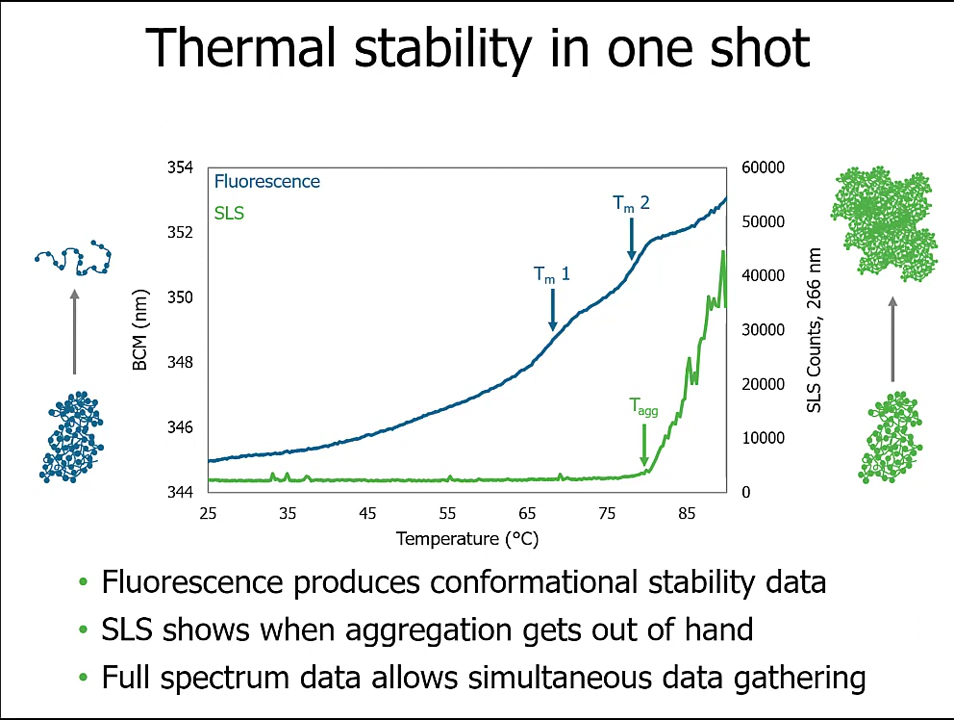 Thermal stability in one shot
354
352
350
348
346
344
BCM (nm)
Fluorescence
SLS
Tm 1
Tm 2
Tagg
60000
50000
40000
30000
20000
10000
0
SLS Counts, 266 nm
25 35 45 55 65 75 85
Temperature (°C)
• Fluorescence produces conformational stability data
• SLS shows when aggregation gets out of hand
• Full spectrum data allows simultaneous data gathering